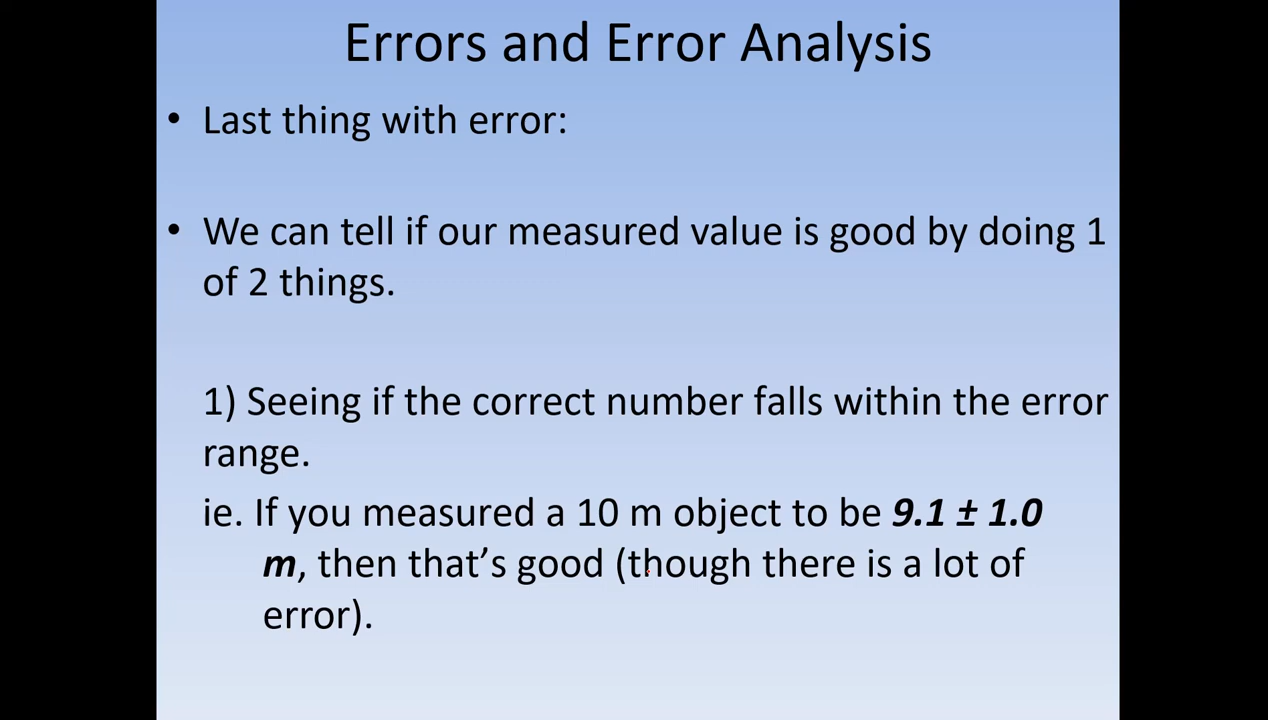 Errors and Error Analysis
• Last thing with error:
• We can tell if our measured value is good by doing 1
of 2 things.
1) Seeing if the correct number falls within the error
range.
ie. If you measured a 10 m object to be 9.1 ± 1.0
m, then that’s good (though there is a lot of
error).